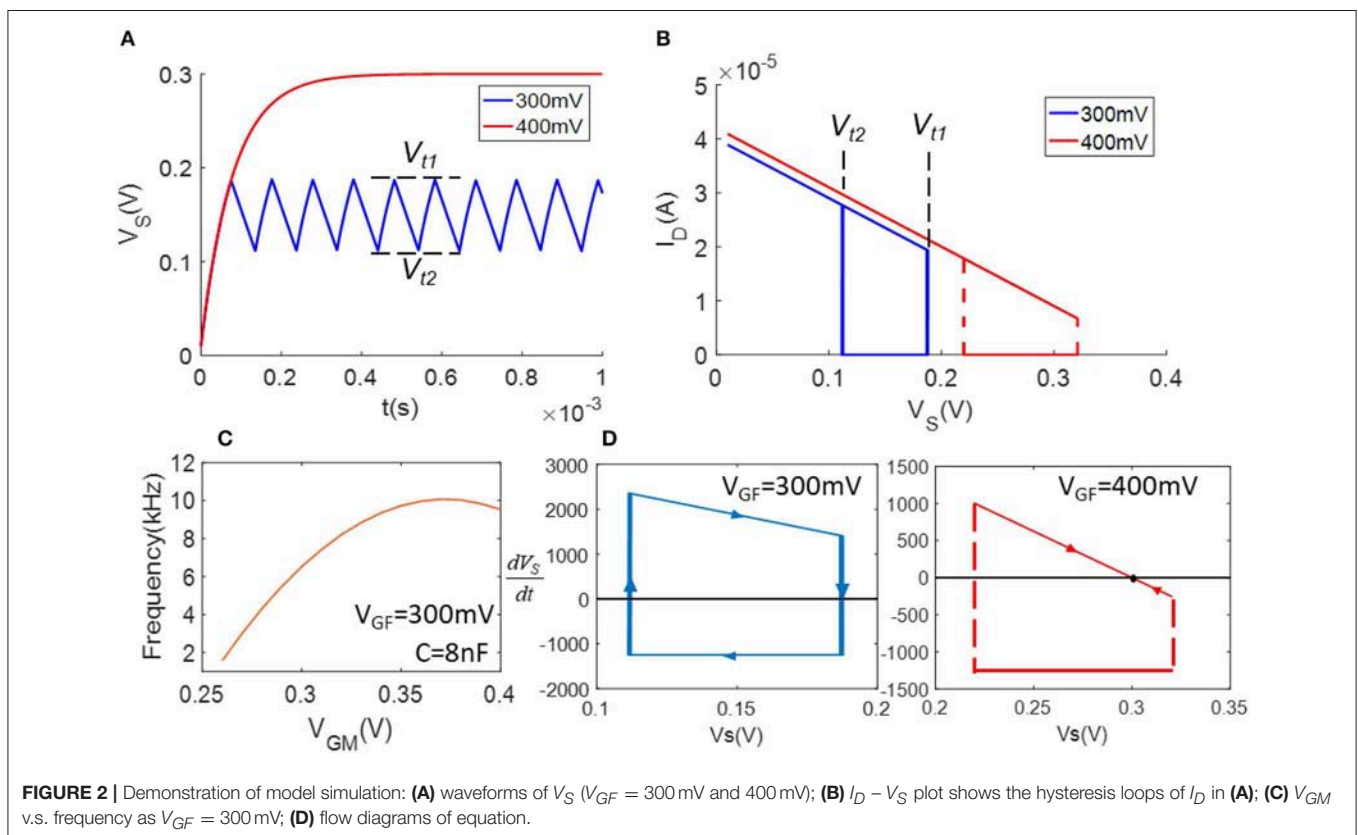 A
0.3
0.2
0.1
0
V_S(V)
300mV
400mV
V_t1
V_t2
0 0.2 0.4 0.6 0.8 1
t(s)
×10^-3
B
×10^-5
5
4
3
2
1
0
I_D(A)
V_t2
V_t1
300mV
400mV
0 0.1 0.2 0.3 0.4
V_S(V)
C
12
10
8
6
4
2
Frequency(kHz)
V_GF=300mV
C=8nF
0.25 0.3 0.35 0.4
V_GM(V)
D
3000
2000
1000
0
-1000
-2000
dV_S
dt
V_GF=300mV
0.1 0.15 0.2
Vs(V)
1500
1000
500
0
-500
-1000
-1500
V_GF=400mV
0.2 0.25 0.3 0.35
Vs(V)
FIGURE 2 | Demonstration of model simulation: (A) waveforms of V_S (V_GF = 300 mV and 400 mV); (B) I_D – V_S plot shows the hysteresis loops of I_D in (A); (C) V_GM
v.s. frequency as V_GF = 300 mV; (D) flow diagrams of equation.